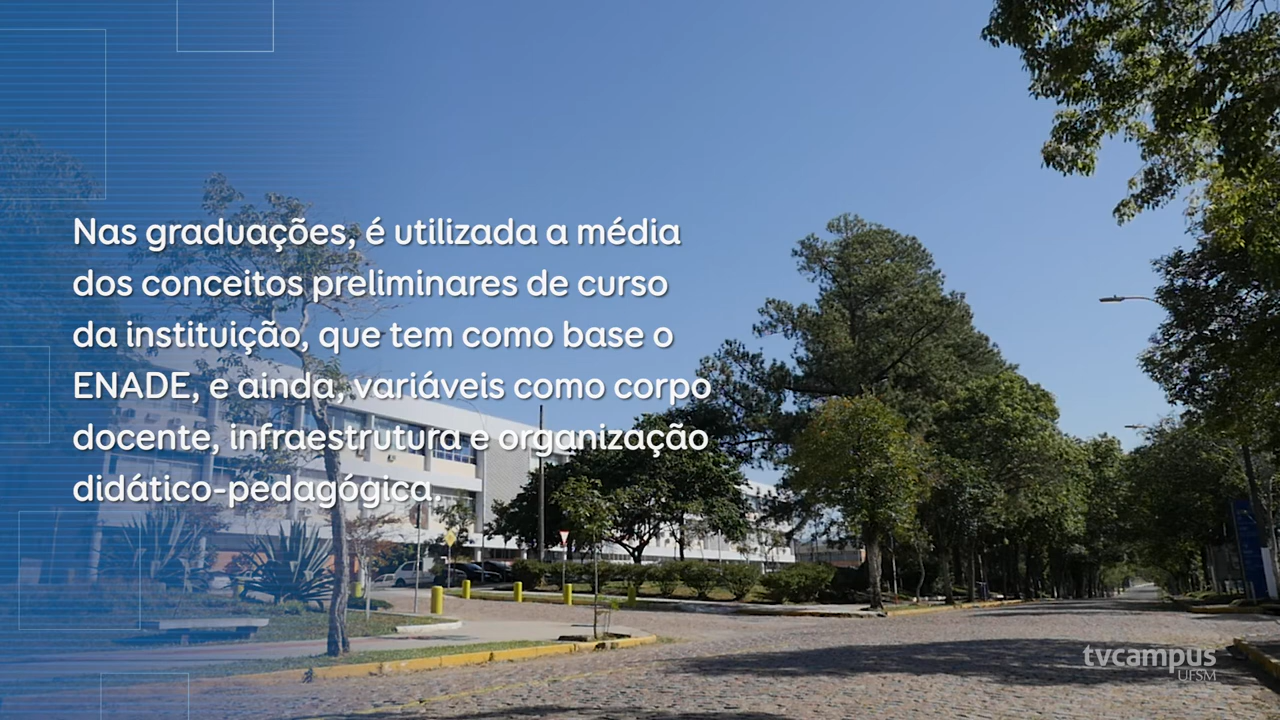 Nas graduações, é utilizada a média
dos conceitos preliminares de curso
da instituição, que tem como base o
ENADE, e ainda, variáveis como corpo
docente, infraestrutura e organização
didático-pedagógica.
tvcampus
UFSM